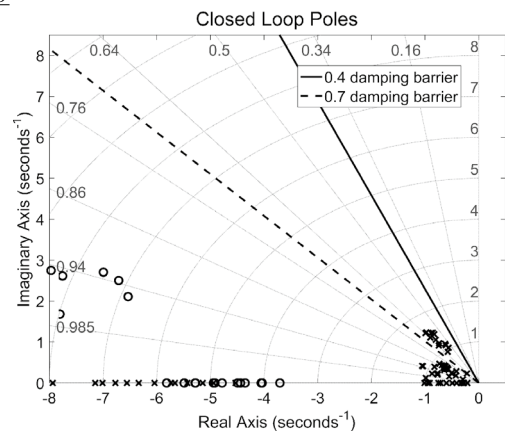 Closed Loop Poles
0.64 0.5 0.34 0.16 8
8
0.4 damping barrier
0.7 damping barrier
7 7
0.76
6 6
5 5
0.86
4 4
3 3
0.94
2 2
0.985
1 1
0
-8 -7 -6 -5 -4 -3 -2 -1 0
Imaginary Axis (seconds⁻¹)
Real Axis (seconds⁻¹)